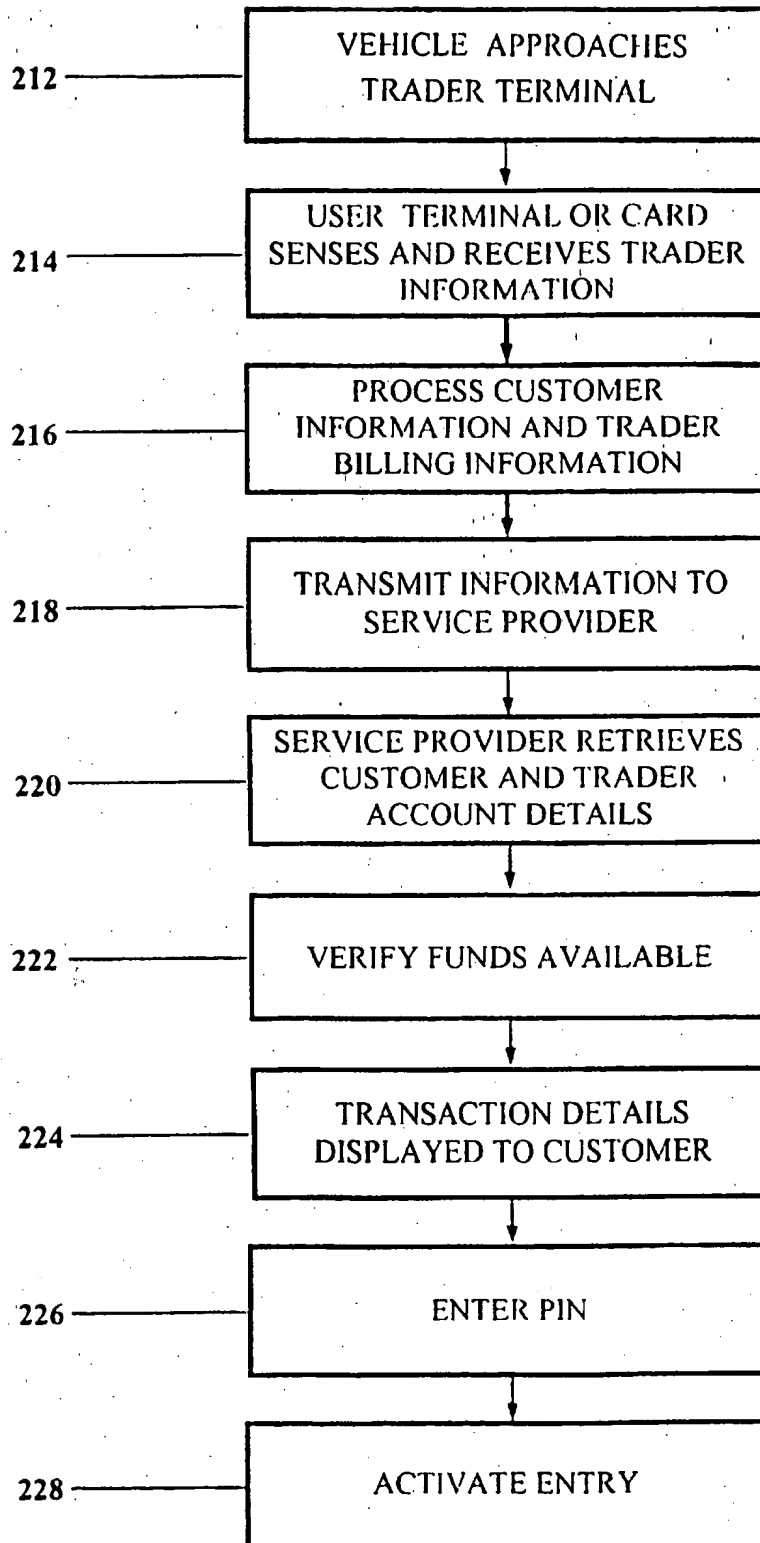 VEHICLE APPROACHES
212
TRADER TERMINAL
USER TERMINAL OR CARD
214
SENSES AND RECEIVES TRADER
INFORMATION
PROCESS CUSTOMER
216
INFORMATION AND TRADER
BILLING INFORMATION
TRANSMIT INFORMATION TO
218
SERVICE PROVIDER
SERVICE PROVIDER RETRIEVES
220
CUSTOMER AND TRADER
ACCOUNT DETAILS
222
VERIFY FUNDS AVAILABLE
TRANSACTION DETAILS
224
DISPLAYED TO CUSTOMER
226
ENTER PIN
228
ACTIVATE ENTRY